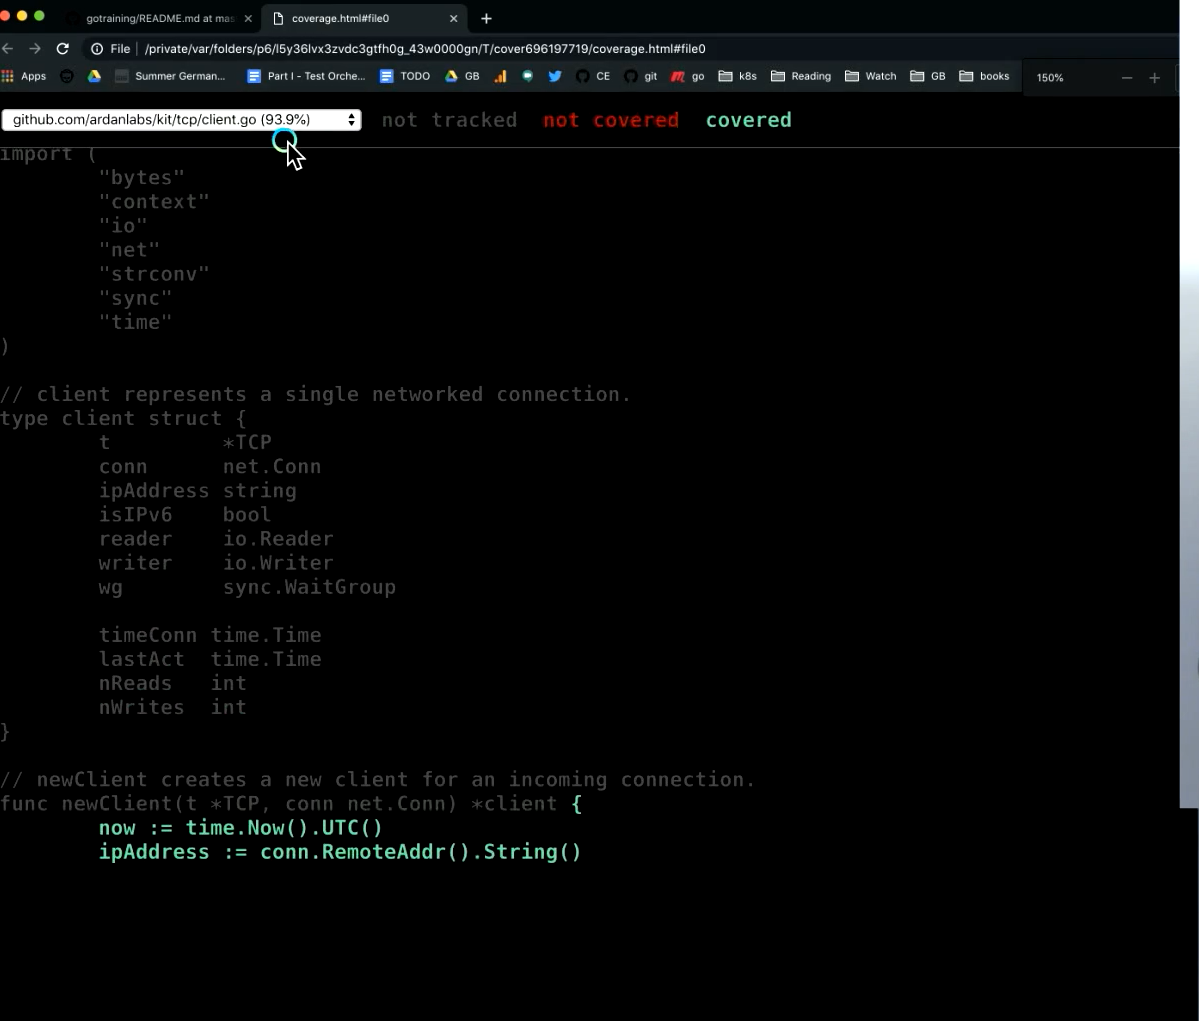 gotraining/README.md at mas
coverage.html#file0
File /private/var/folders/p6/l5y36lvx3zvdc3gtfh0g_43w0000gn/T/cover696197719/coverage.html#file0
Apps Summer German... Part I - Test Orche... TODO GB CE git go k8s Reading Watch GB books 150%
github.com/ardanlabs/kit/tcp/client.go (93.9%) not tracked not covered covered
import (
"bytes"
"context"
"io"
"net"
"strconv"
"sync"
"time"
)
// client represents a single networked connection.
type client struct {
t *TCP
conn net.Conn
ipAddress string
isIPv6 bool
reader io.Reader
writer io.Writer
wg sync.WaitGroup
timeConn time.Time
lastAct time.Time
nReads int
nWrites int
}
// newClient creates a new client for an incoming connection.
func newClient(t *TCP, conn net.Conn) *client {
now := time.Now().UTC()
ipAddress := conn.RemoteAddr().String()